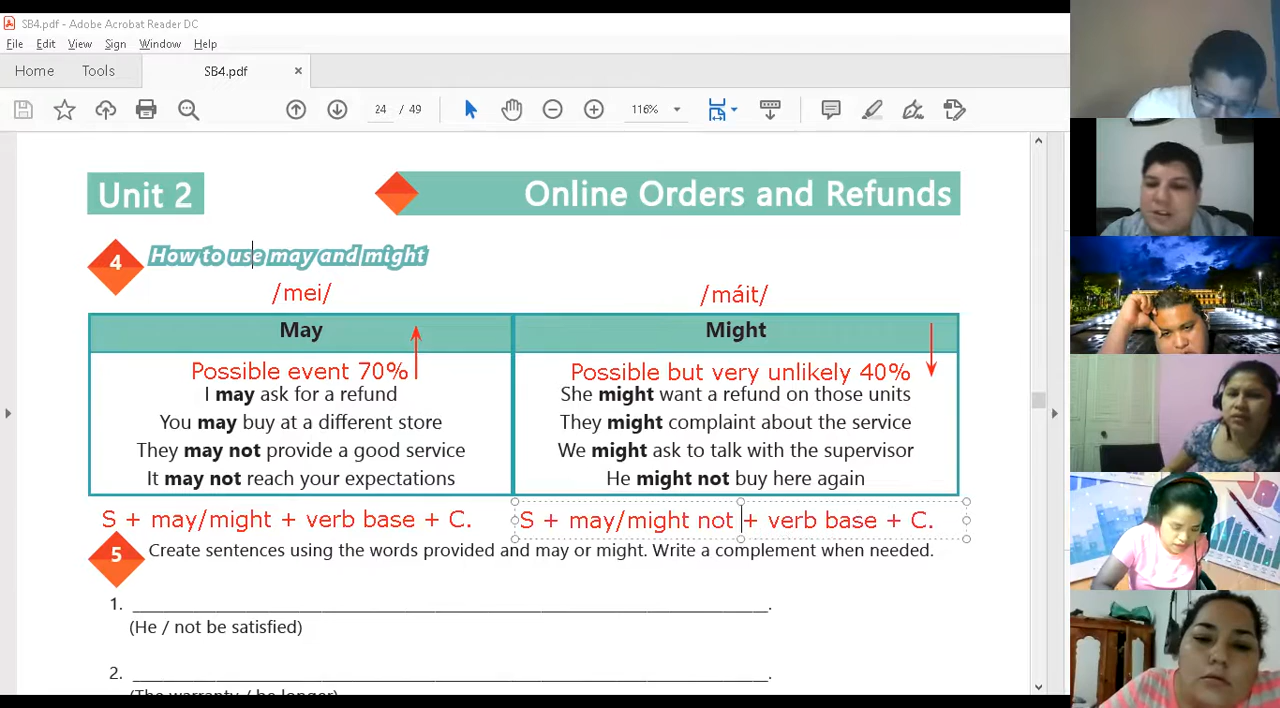 SB4.pdf - Adobe Acrobat Reader DC
File Edit View Sign Window Help
Home Tools SB4.pdf ×
24 / 49 116%
Unit 2 Online Orders and Refunds
4 How to use may and might
/mei/ /máit/
May Might
Possible event 70% Possible but very unlikely 40%
I may ask for a refund She might want a refund on those units
You may buy at a different store They might complaint about the service
They may not provide a good service We might ask to talk with the supervisor
It may not reach your expectations He might not buy here again
S + may/might + verb base + C. S + may/might not + verb base + C.
5 Create sentences using the words provided and may or might. Write a complement when needed.
1. ______________________________.
(He / not be satisfied)
2. ______________________________.
(The warranty / be longer)